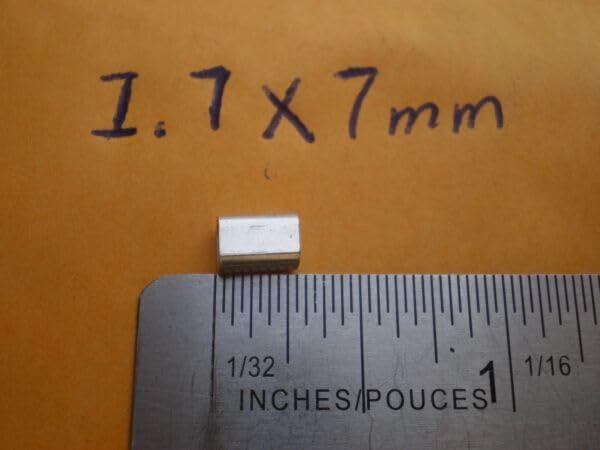 1.7 X 7mm
1/32
1/16
1
INCHES/POUCES